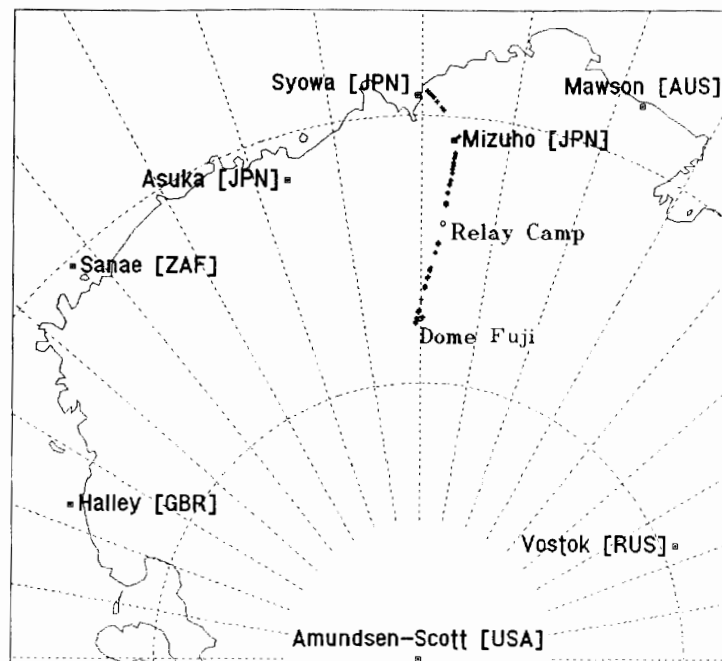 Syowa [JPN]
Mawson [AUS]
Mizuho [JPN]
Asuka [JPN]
Relay Camp
Sanae [ZAF]
Dome Fuji
Halley [GBR]
Vostok [RUS]
Amundsen-Scott [USA]